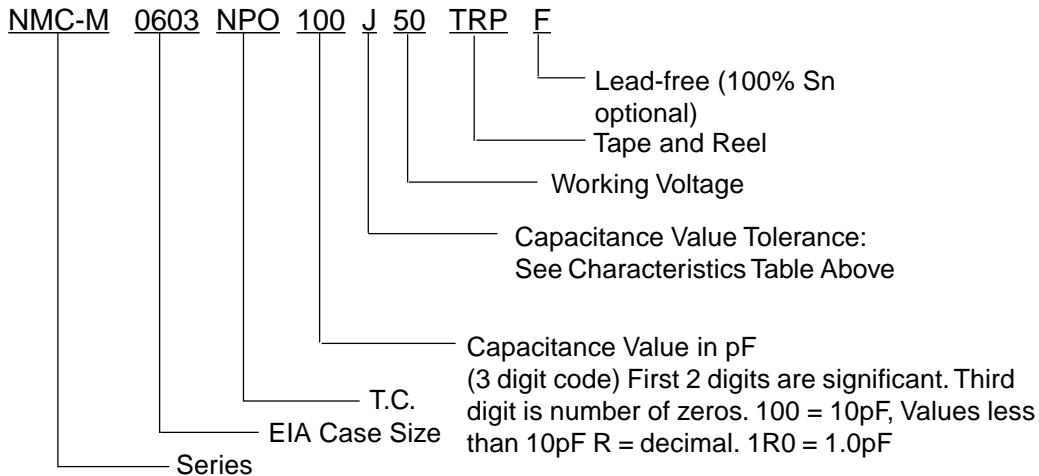 NMC-M 0603 NPO 100 J 50 TRP F
Lead-free (100% Sn
optional)
Tape and Reel
Working Voltage
Capacitance Value Tolerance:
See Characteristics Table Above
Capacitance Value in pF
(3 digit code) First 2 digits are significant. Third
digit is number of zeros. 100 = 10pF, Values less
than 10pF R = decimal. 1R0 = 1.0pF
T.C.
EIA Case Size
Series